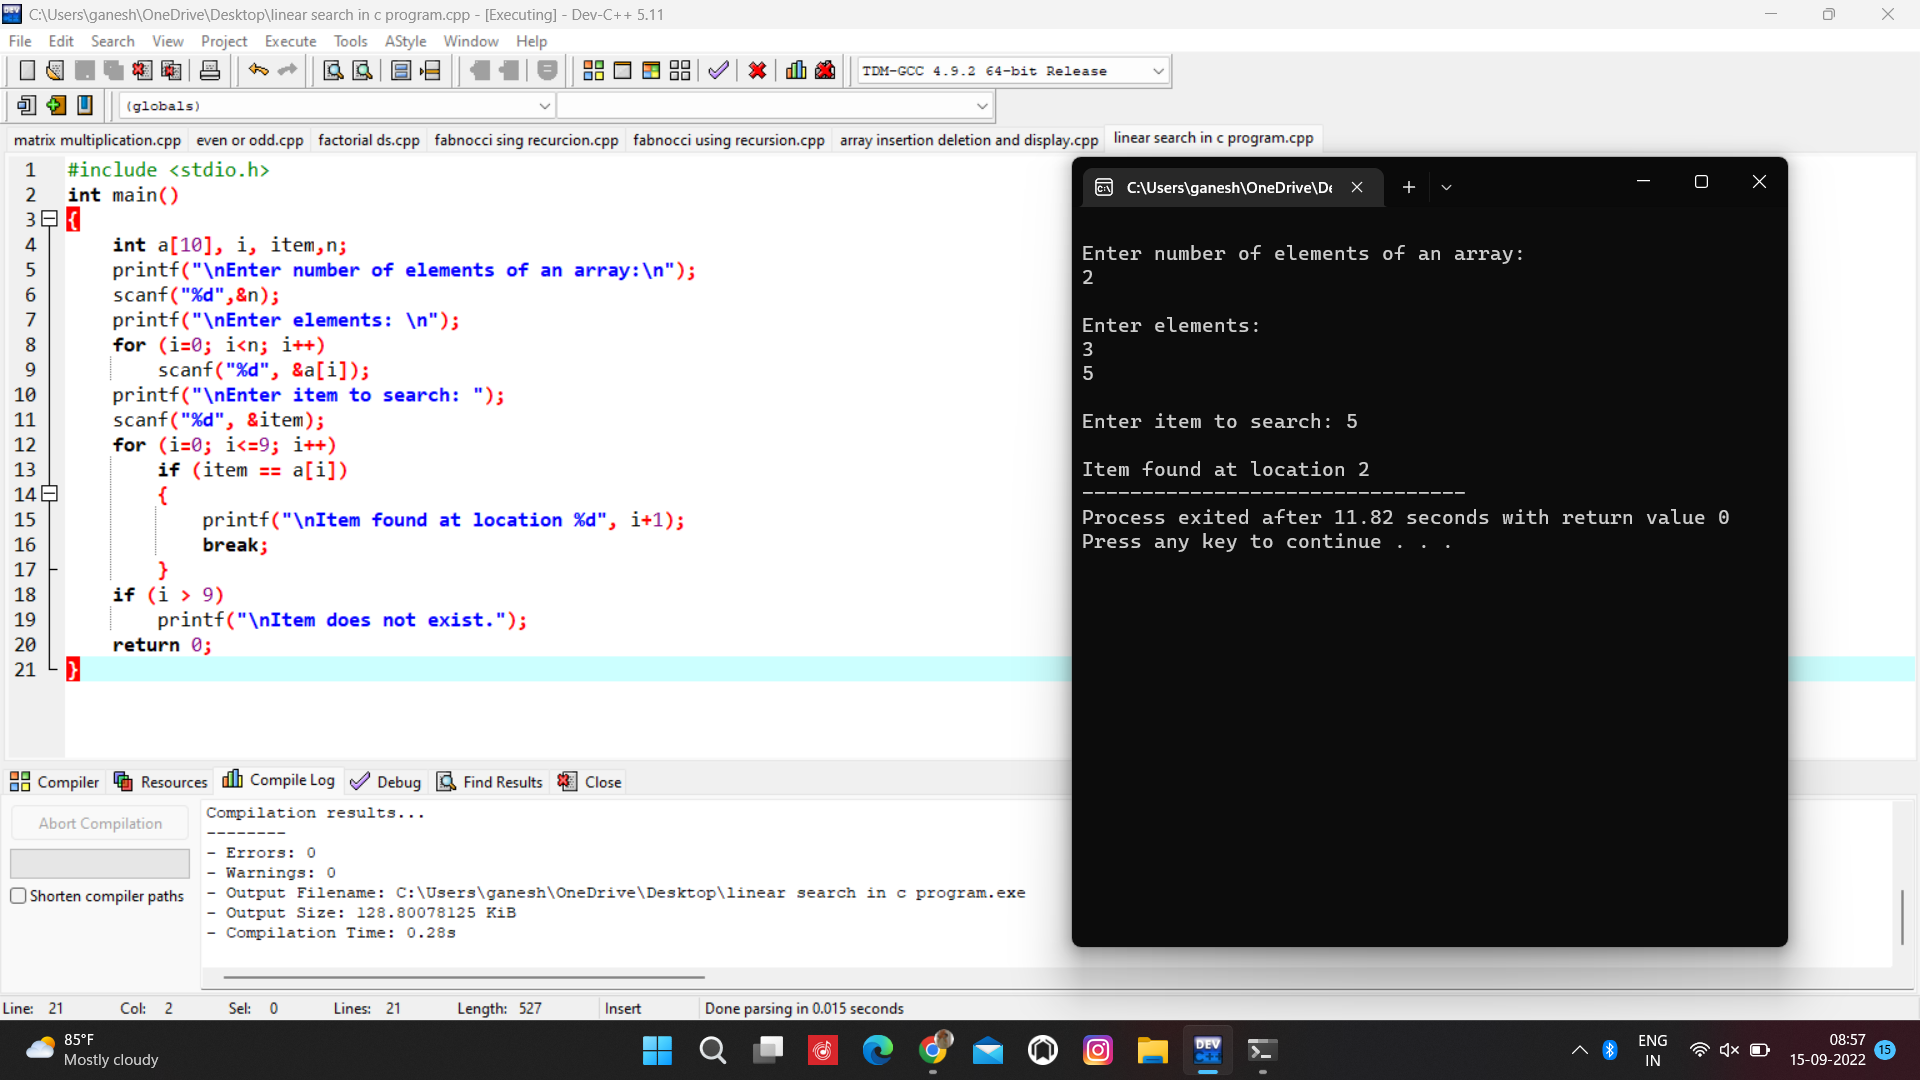 C:\Users\ganesh\OneDrive\Desktop\linear search in c program.cpp - [Executing] - Dev-C++ 5.11
File Edit Search View Project Execute Tools AStyle Window Help
TDM-GCC 4.9.2 64-bit Release
(globals)
matrix multiplication.cpp even or odd.cpp factorial ds.cpp fabnocci sing recurcion.cpp fabnocci using recursion.cpp array insertion deletion and display.cpp linear search in c program.cpp
1 #include <stdio.h>
2 int main()
3 {
4 int a[10], i, item,n;
5 printf("\nEnter number of elements of an array:\n");
6 scanf("%d",&n);
7 printf("\nEnter elements: \n");
8 for (i=0; i<n; i++)
9 scanf("%d", &a[i]);
10 printf("\nEnter item to search: ");
11 scanf("%d", &item);
12 for (i=0; i<=9; i++)
13 if (item == a[i])
14 {
15 printf("\nItem found at location %d", i+1);
16 break;
17 }
18 if (i > 9)
19 printf("\nItem does not exist.");
20 return 0;
21 }
C:\Users\ganesh\OneDrive\De
Enter number of elements of an array:
2
Enter elements:
3
5
Enter item to search: 5
Item found at location 2
--------------------------------
Process exited after 11.82 seconds with return value 0
Press any key to continue . . .
Compiler Resources Compile Log Debug Find Results Close
Abort Compilation
Shorten compiler paths
Compilation results...
--------
- Errors: 0
- Warnings: 0
- Output Filename: C:\Users\ganesh\OneDrive\Desktop\linear search in c program.exe
- Output Size: 128.80078125 KiB
- Compilation Time: 0.28s
Line: 21 Col: 2 Sel: 0 Lines: 21 Length: 527 Insert Done parsing in 0.015 seconds
85°F
Mostly cloudy
DEV
C++
ENG
IN
08:57
15-09-2022
15